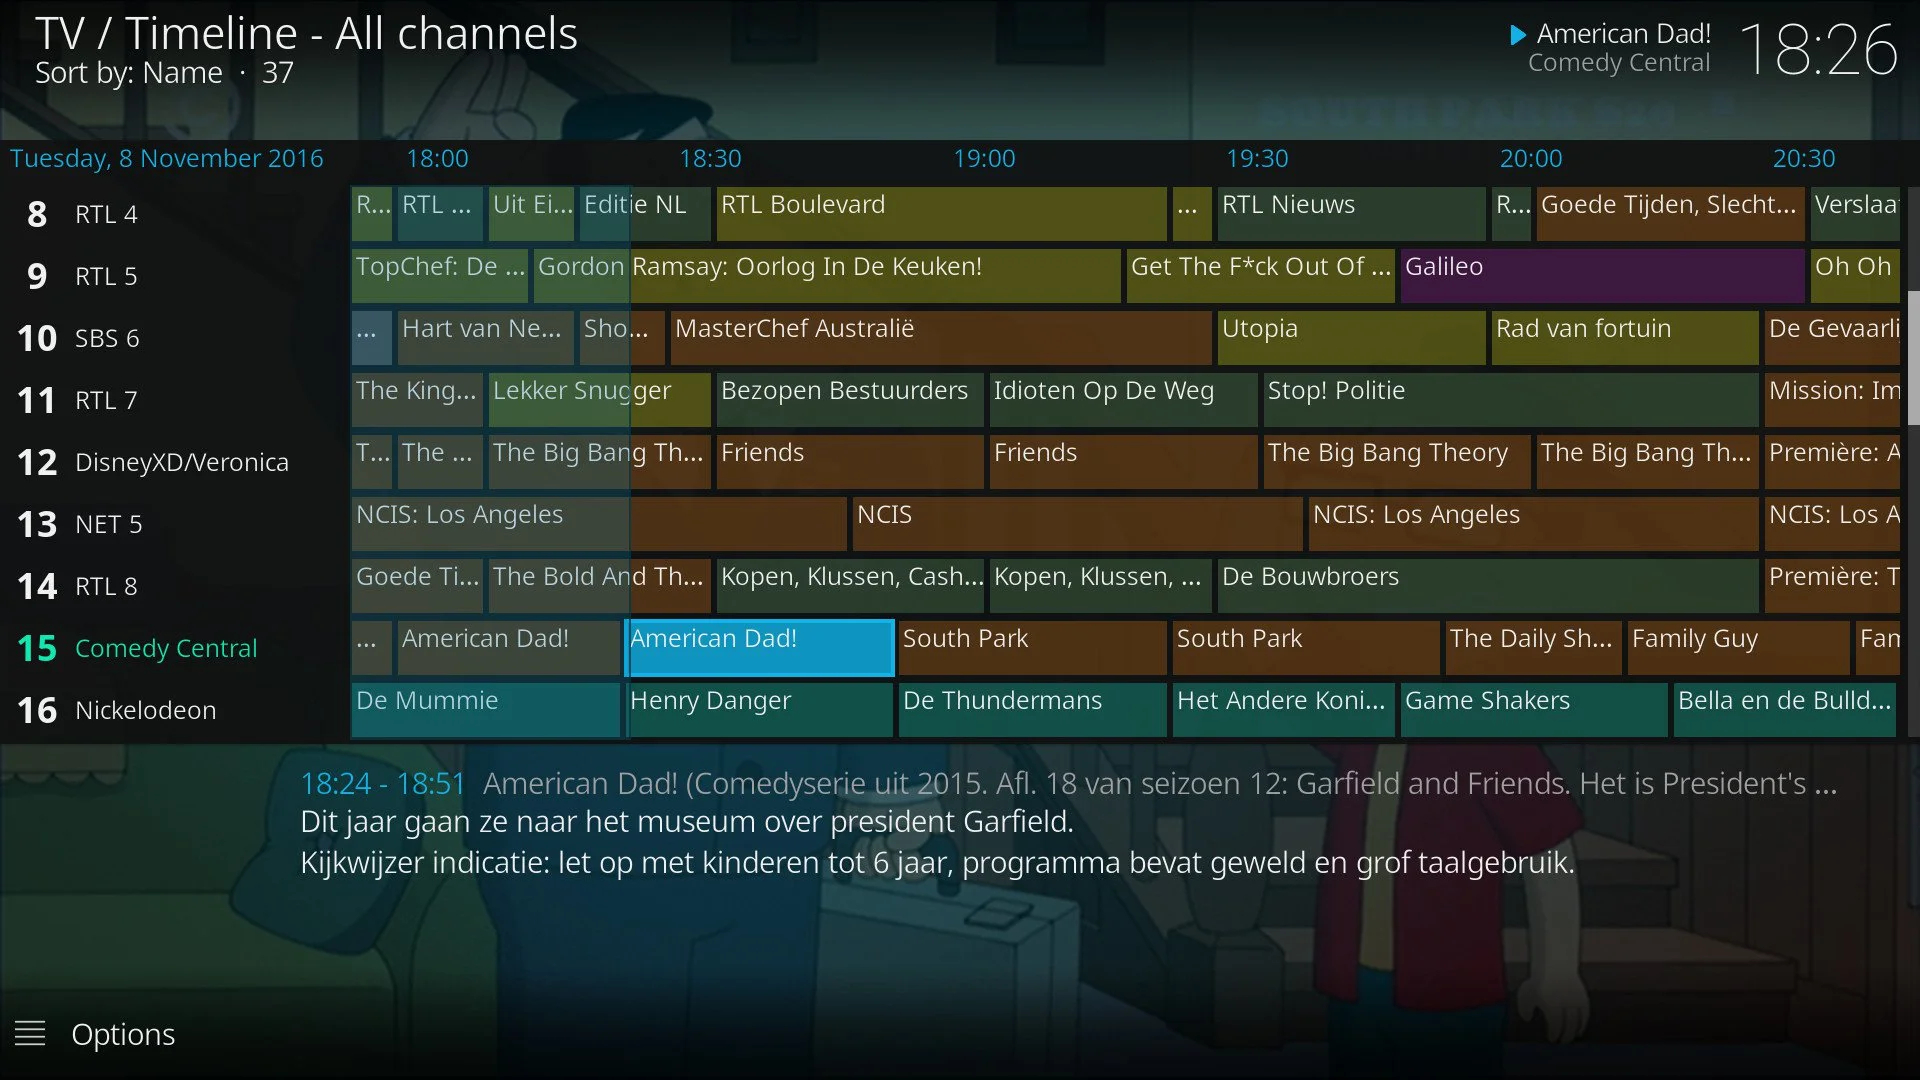 TV / Timeline - All channels
Sort by: Name · 37
American Dad!
Comedy Central
18:26
Tuesday, 8 November 2016 18:00 18:30 19:00 19:30 20:00 20:30
8 RTL 4 R... RTL ... Uit Ei... Editie NL RTL Boulevard ... RTL Nieuws R... Goede Tijden, Slecht... Verslaa
9 RTL 5 TopChef: De ... Gordon Ramsay: Oorlog In De Keuken! Get The F*ck Out Of ... Galileo Oh Oh
10 SBS 6 ... Hart van Ne... Sho... MasterChef Australië Utopia Rad van fortuin De Gevaarli
11 RTL 7 The King... Lekker Snugger Bezopen Bestuurders Idioten Op De Weg Stop! Politie Mission: Im
12 DisneyXD/Veronica T... The ... The Big Bang Th... Friends Friends The Big Bang Theory The Big Bang Th... Première: A
13 NET 5 NCIS: Los Angeles NCIS NCIS: Los Angeles NCIS: Los A
14 RTL 8 Goede Ti... The Bold And Th... Kopen, Klussen, Cash... Kopen, Klussen, ... De Bouwbroers Première: T
15 Comedy Central ... American Dad! American Dad! South Park South Park The Daily Sh... Family Guy Fam
16 Nickelodeon De Mummie Henry Danger De Thundermans Het Andere Koni... Game Shakers Bella en de Bulld...
18:24 - 18:51 American Dad! (Comedyserie uit 2015. Afl. 18 van seizoen 12: Garfield and Friends. Het is President's ...
Dit jaar gaan ze naar het museum over president Garfield.
Kijkwijzer indicatie: let op met kinderen tot 6 jaar, programma bevat geweld en grof taalgebruik.
Options